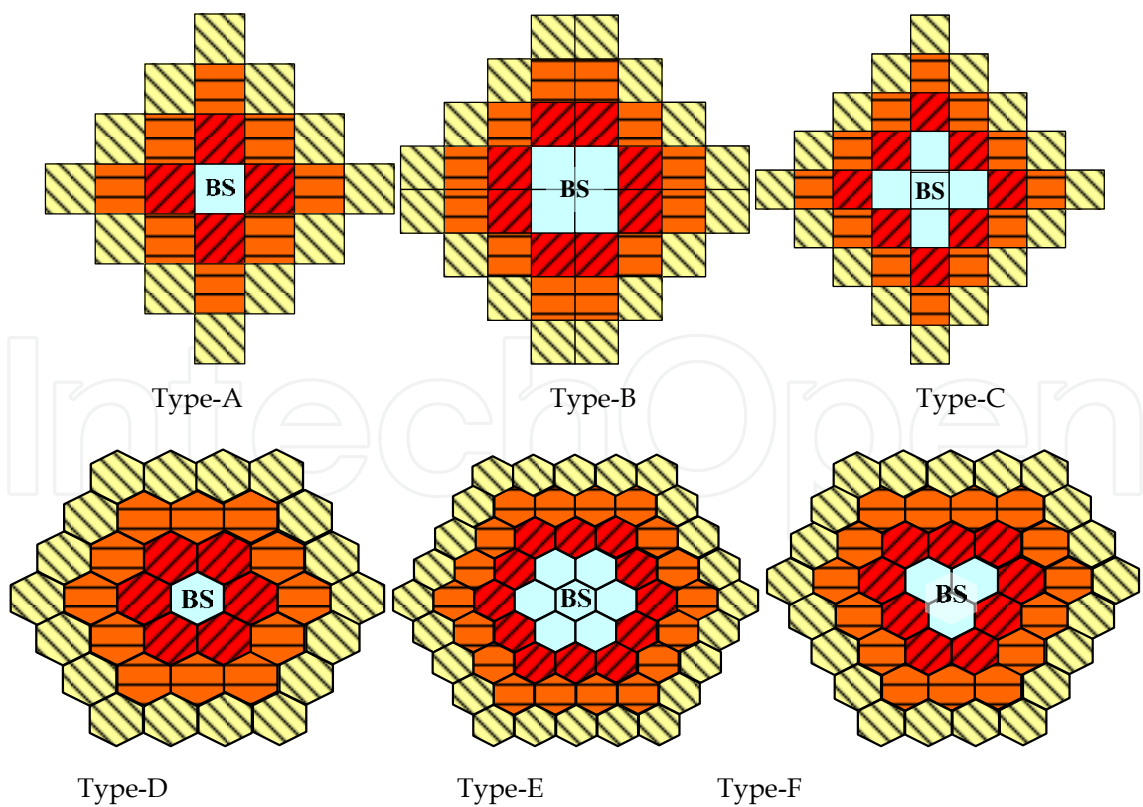 BS
BS
BS
Type-A
Type-B
Type-C
IntechOpen
BS
BS
BS
Type-D
Type-E
Type-F